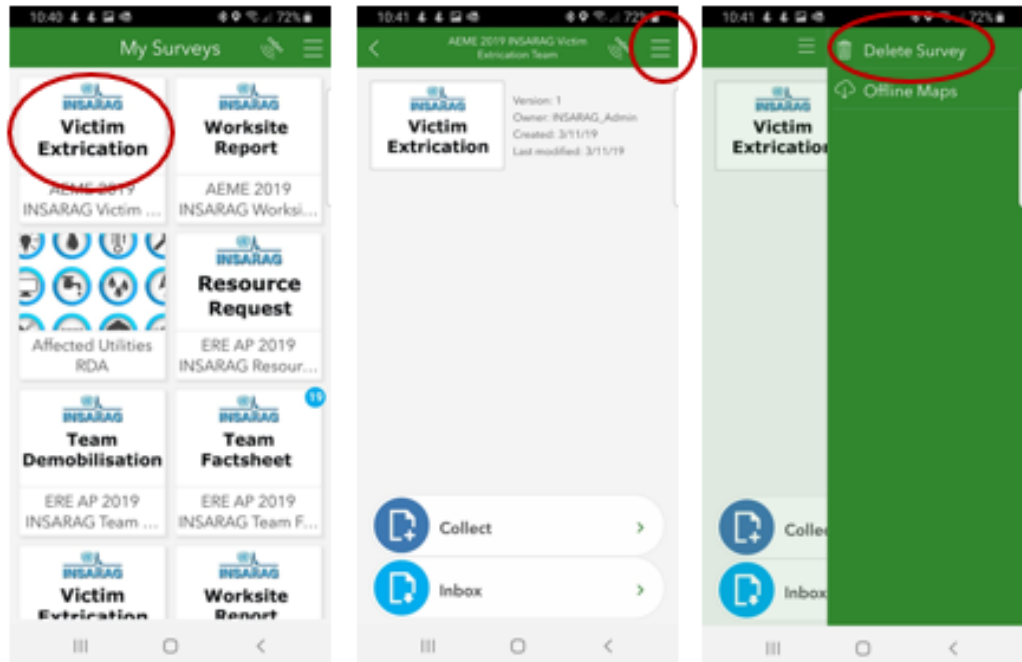 10:40
72%
My Surveys
INSARAG
Victim
Extrication
AEME 2019
INSARAG Victim ...
INSARAG
Worksite
Report
AEME 2019
INSARAG Worksi...
Affected Utilities
RDA
INSARAG
Resource
Request
ERE AP 2019
INSARAG Resour...
INSARAG
Team
Demobilisation
ERE AP 2019
INSARAG Team ...
19
INSARAG
Team
Factsheet
ERE AP 2019
INSARAG Team F...
INSARAG
Victim
Extrication
INSARAG
Worksite
Report
10:41
72%
AEME 2019 INSARAG Victim
Extrication Team
INSARAG
Victim
Extrication
Version: 1
Owner: INSARAG_Admin
Created: 3/11/19
Last modified: 3/11/19
Collect
Inbox
10:41
72%
Delete Survey
Offline Maps
INSARAG
Victim
Extrication
Collec
Inbox